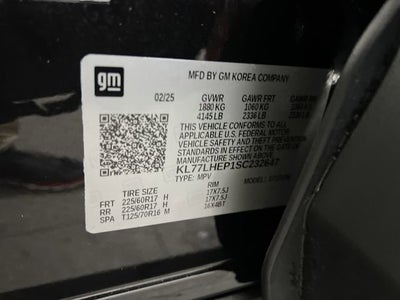 gm
MFD BY GM KOREA COMPANY
02/25 GVWR GAWR FRT GAWR
1880 KG 1060 KG
4145 LB 2336 LB
THIS VEHICLE CONFORMS TO ALL
APPLICABLE U.S. FEDERAL MOTOR
VEHICLE SAFETY AND THEFT PREVENTION
STANDARDS IN EFFECT ON THE DATE OF
MANUFACTURE SHOWN ABOVE.
KL77LHEP1SC232647
TYPE: MPV MODEL:
TIRE SIZE RIM
FRT 225/60R17 H 17X7.5J
RR 225/60R17 H 17X7.5J
SPA T125/70R16 M 16X4BT